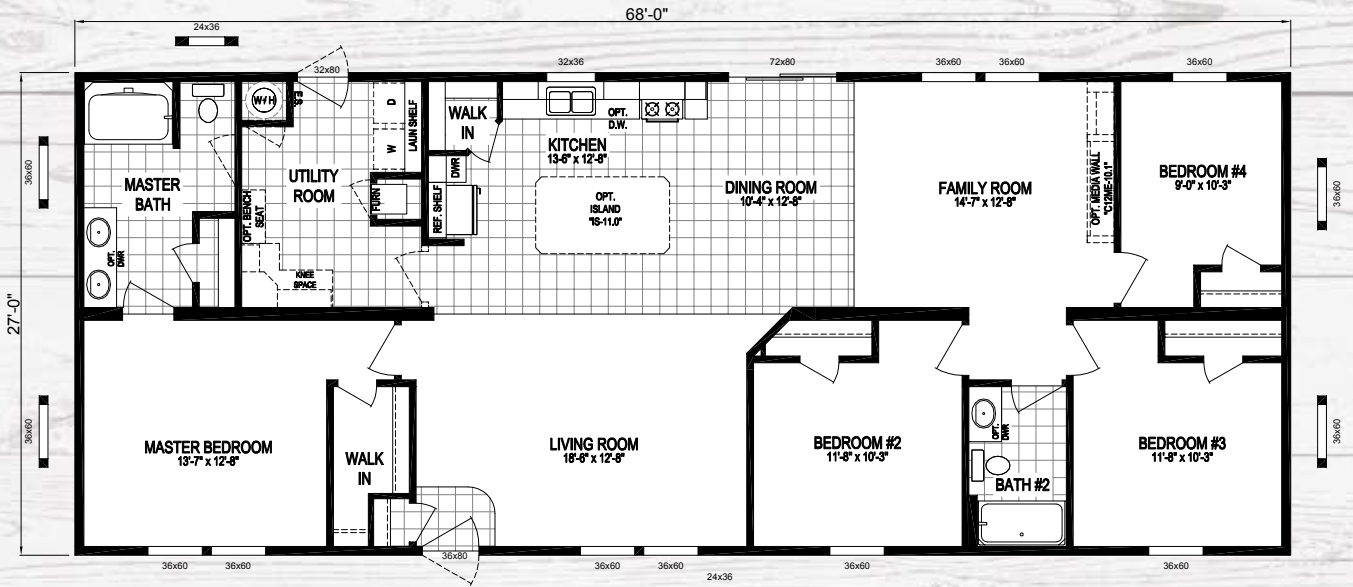 68'-0"
24x36
32x80
32x36
72x80
36x60
36x60
36x60
W/H
E.S.
D
W
LAUN SHELF
WALK
IN
OPT.
D.W.
KITCHEN
13'-6" x 12'-8"
DWR
REF. SHELF
FURN
UTILITY
ROOM
MASTER
BATH
OPT. BENCH
SEAT
KNEE
SPACE
OPT.
DWR
OPT.
ISLAND
"IS-11.0"
DINING ROOM
10'-4" x 12'-8"
FAMILY ROOM
14'-7" x 12'-8"
OPT. MEDIA WALL
"C12ME-10.1"
BEDROOM #4
9'-0" x 10'-3"
36x60
36x60
27'-0"
MASTER BEDROOM
13'-7" x 12'-8"
WALK
IN
LIVING ROOM
18'-6" x 12'-8"
BEDROOM #2
11'-8" x 10'-3"
OPT.
DWR
BATH #2
BEDROOM #3
11'-8" x 10'-3"
36x60
36x60
36x60
36x60
36x80
36x60
36x60
24x36
36x60
36x60